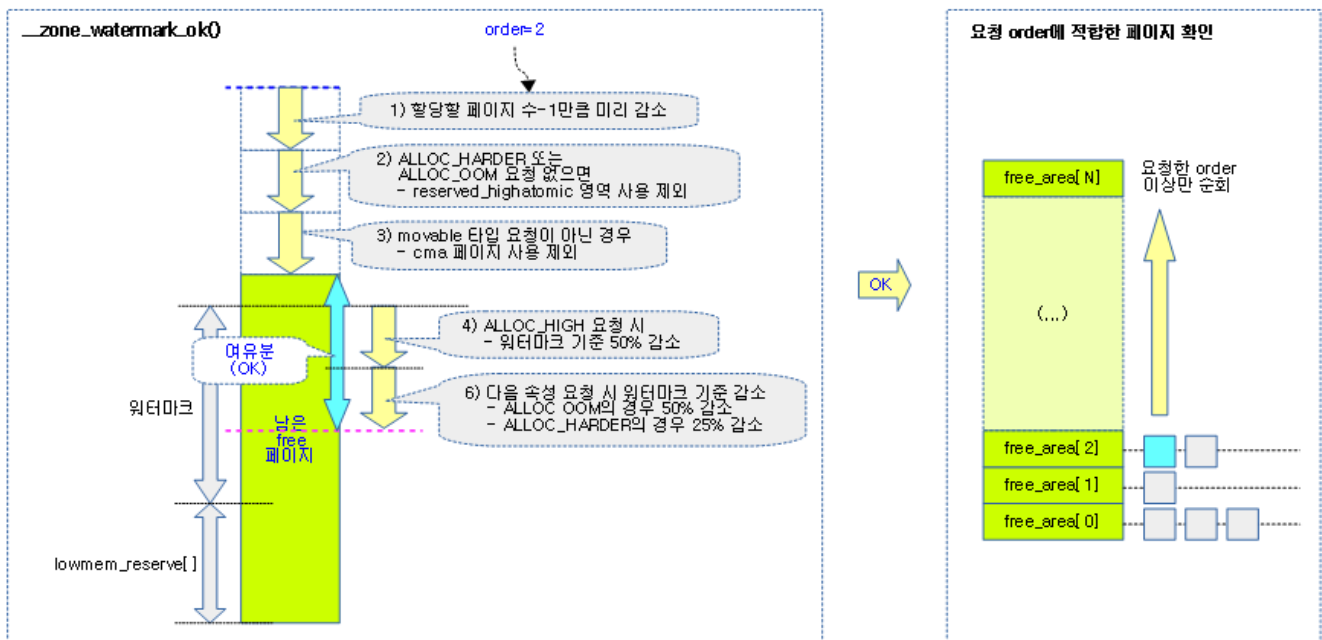 __zone_watermark_ok()
order=2
1) 할당할 페이지 수-1만큼 미리 감소
2) ALLOC_HARDER 또는
ALLOC_OOM 요청 없으면
- reserved_highatomic 영역 사용 제외
3) movable 타입 요청이 아닌 경우
- cma 페이지 사용 제외
4) ALLOC_HIGH 요청 시
- 워터마크 기준 50% 감소
여유분
(OK)
6) 다음 속성 요청 시 워터마크 기준 감소
- ALLOC_OOM의 경우 50% 감소
- ALLOC_HARDER의 경우 25% 감소
워터마크
남은
free
페이지
lowmem_reserve[]
OK
요청 order에 적합한 페이지 확인
free_area[N]
요청한 order
이상만 순회
(...)
free_area[2]
free_area[1]
free_area[0]